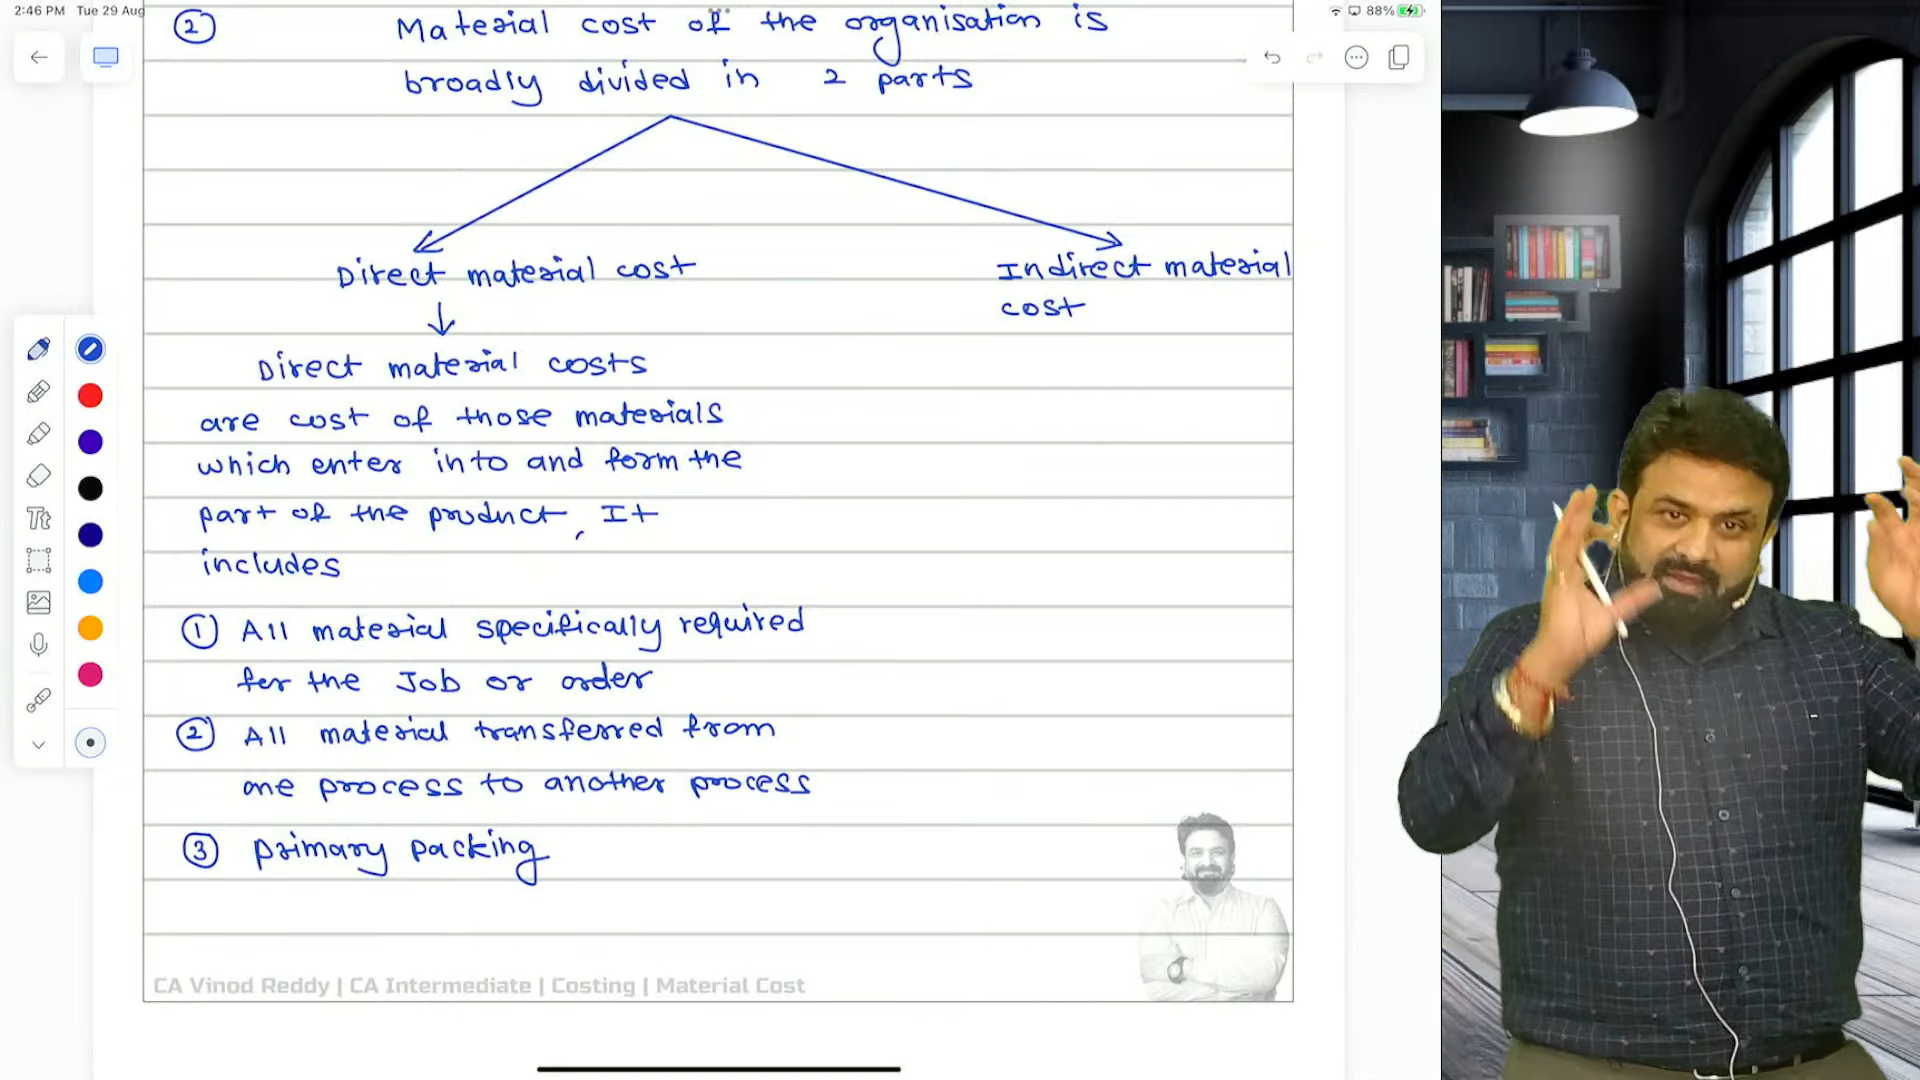 2:46 PM Tue 29 Aug
88%
② Material cost of the organisation is
broadly divided in 2 parts
Direct material cost
Indirect material
cost
Direct material costs
are cost of those materials
which enter into and form the
part of the product, It
includes
① All material specifically required
for the Job or order
② All material transferred from
one process to another process
③ primary packing
Tt
CA Vinod Reddy | CA Intermediate | Costing | Material Cost